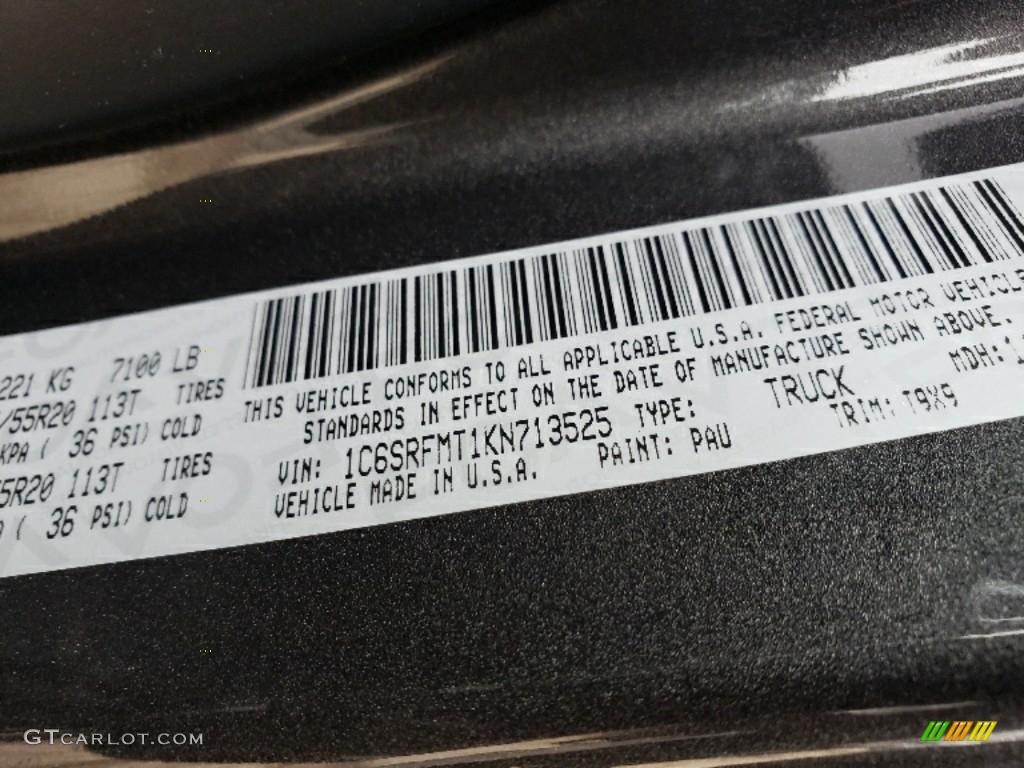 221 KG 7100 LB
/55R20 113T TIRES
KPA ( 36 PSI) COLD
5R20 113T TIRES
( 36 PSI) COLD
THIS VEHICLE CONFORMS TO ALL APPLICABLE U.S.A. FEDERAL MOTOR VEHICLE
STANDARDS IN EFFECT ON THE DATE OF MANUFACTURE SHOWN ABOVE.
VIN: 1C6SRFMT1KN713525 TYPE: TRUCK MDH:
VEHICLE MADE IN U.S.A. PAINT: PAU TRIM: T9X9
GTCARLOT.COM